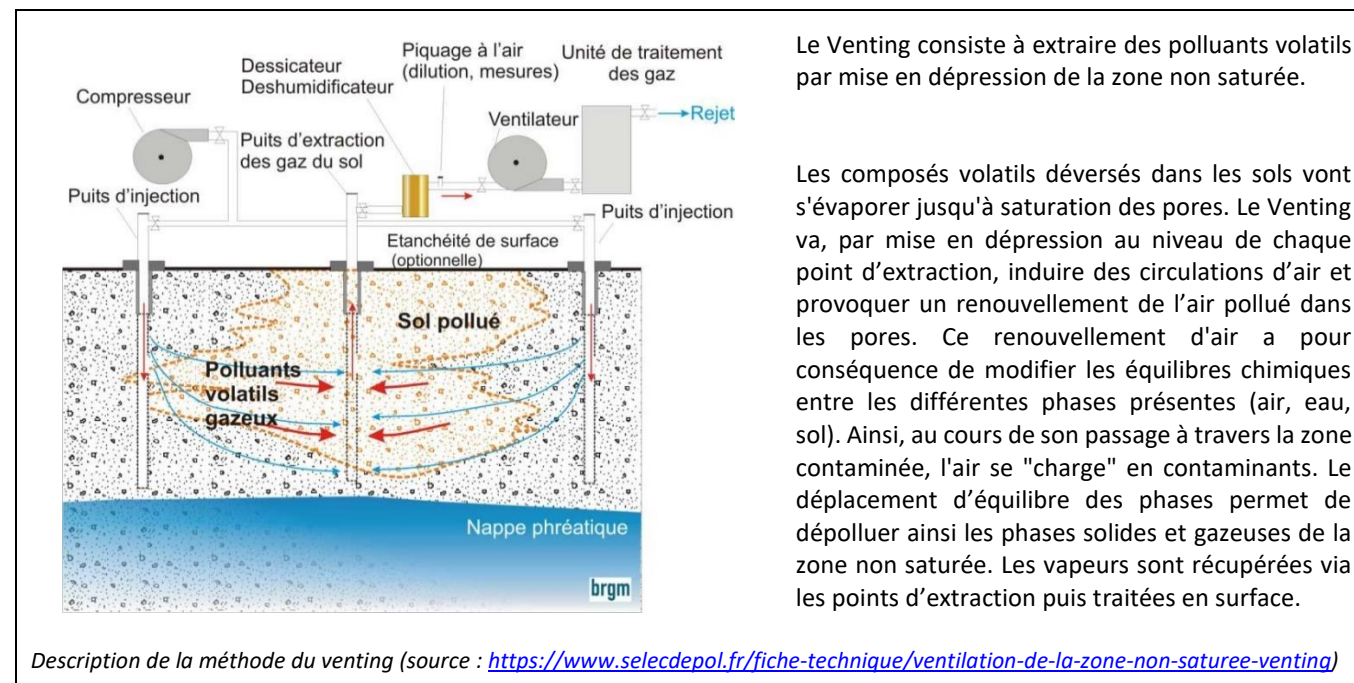 Compresseur
Dessicateur
Deshumidificateur
Piquage à l'air
(dilution, mesures)
Unité de traitement
des gaz
Rejet
Ventilateur
Puits d'extraction
des gaz du sol
Puits d'injection
Puits d'injection
Etanchéité de surface
(optionnelle)
Sol pollué
Polluants
volatils
gazeux
Nappe phréatique
brgm
Le Venting consiste à extraire des polluants volatils
par mise en dépression de la zone non saturée.
Les composés volatils déversés dans les sols vont
s'évaporer jusqu'à saturation des pores. Le Venting
va, par mise en dépression au niveau de chaque
point d’extraction, induire des circulations d’air et
provoquer un renouvellement de l’air pollué dans
les pores. Ce renouvellement d'air a pour
conséquence de modifier les équilibres chimiques
entre les différentes phases présentes (air, eau,
sol). Ainsi, au cours de son passage à travers la zone
contaminée, l'air se "charge" en contaminants. Le
déplacement d’équilibre des phases permet de
dépolluer ainsi les phases solides et gazeuses de la
zone non saturée. Les vapeurs sont récupérées via
les points d’extraction puis traitées en surface.
Description de la méthode du venting (source : https://www.selecdepol.fr/fiche-technique/ventilation-de-la-zone-non-saturee-venting)